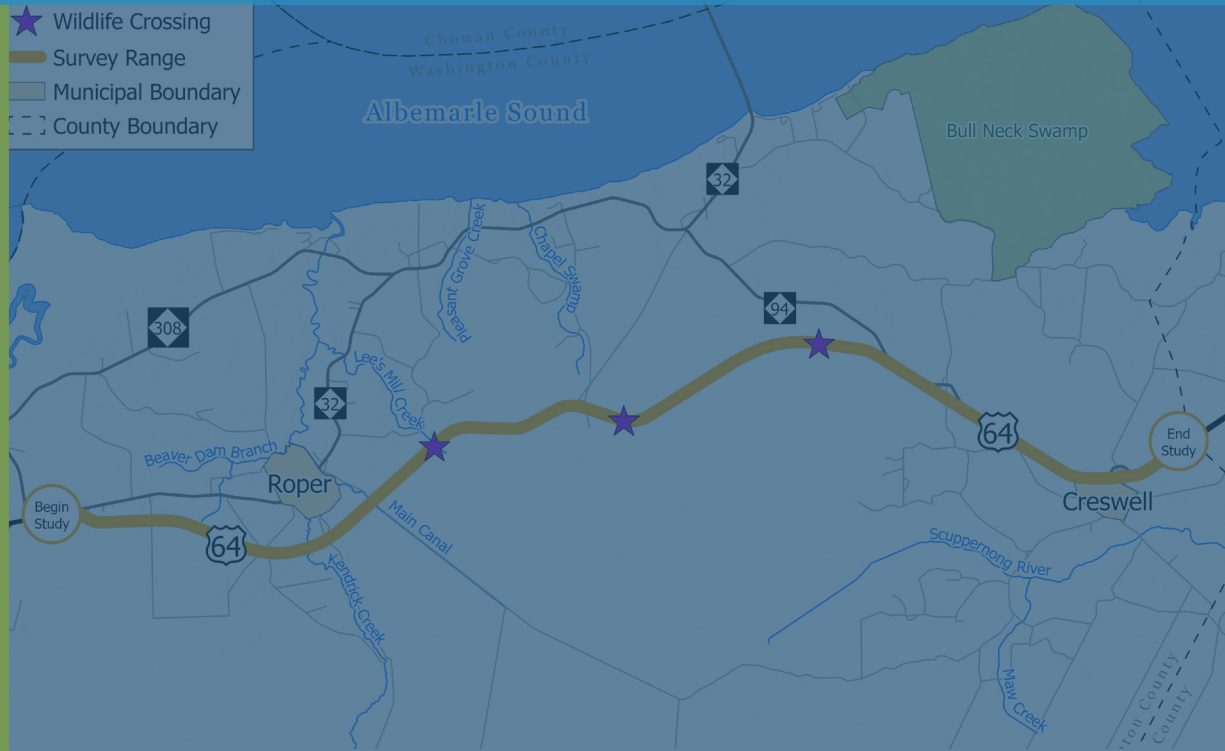 Wildlife Crossing
Survey Range
Municipal Boundary
County Boundary
Chowan County
Washington County
Albemarle Sound
Bull Neck Swamp
32
Pleasant Grove Creek
Chapel Swamp
94
308
Lee's Mill Creek
32
64
End
Study
Beaver Dam Branch
Roper
Creswell
Begin
Study
Main Canal
64
Scuppernong River
Kendrick Creek
Maw Creek
ton County
County